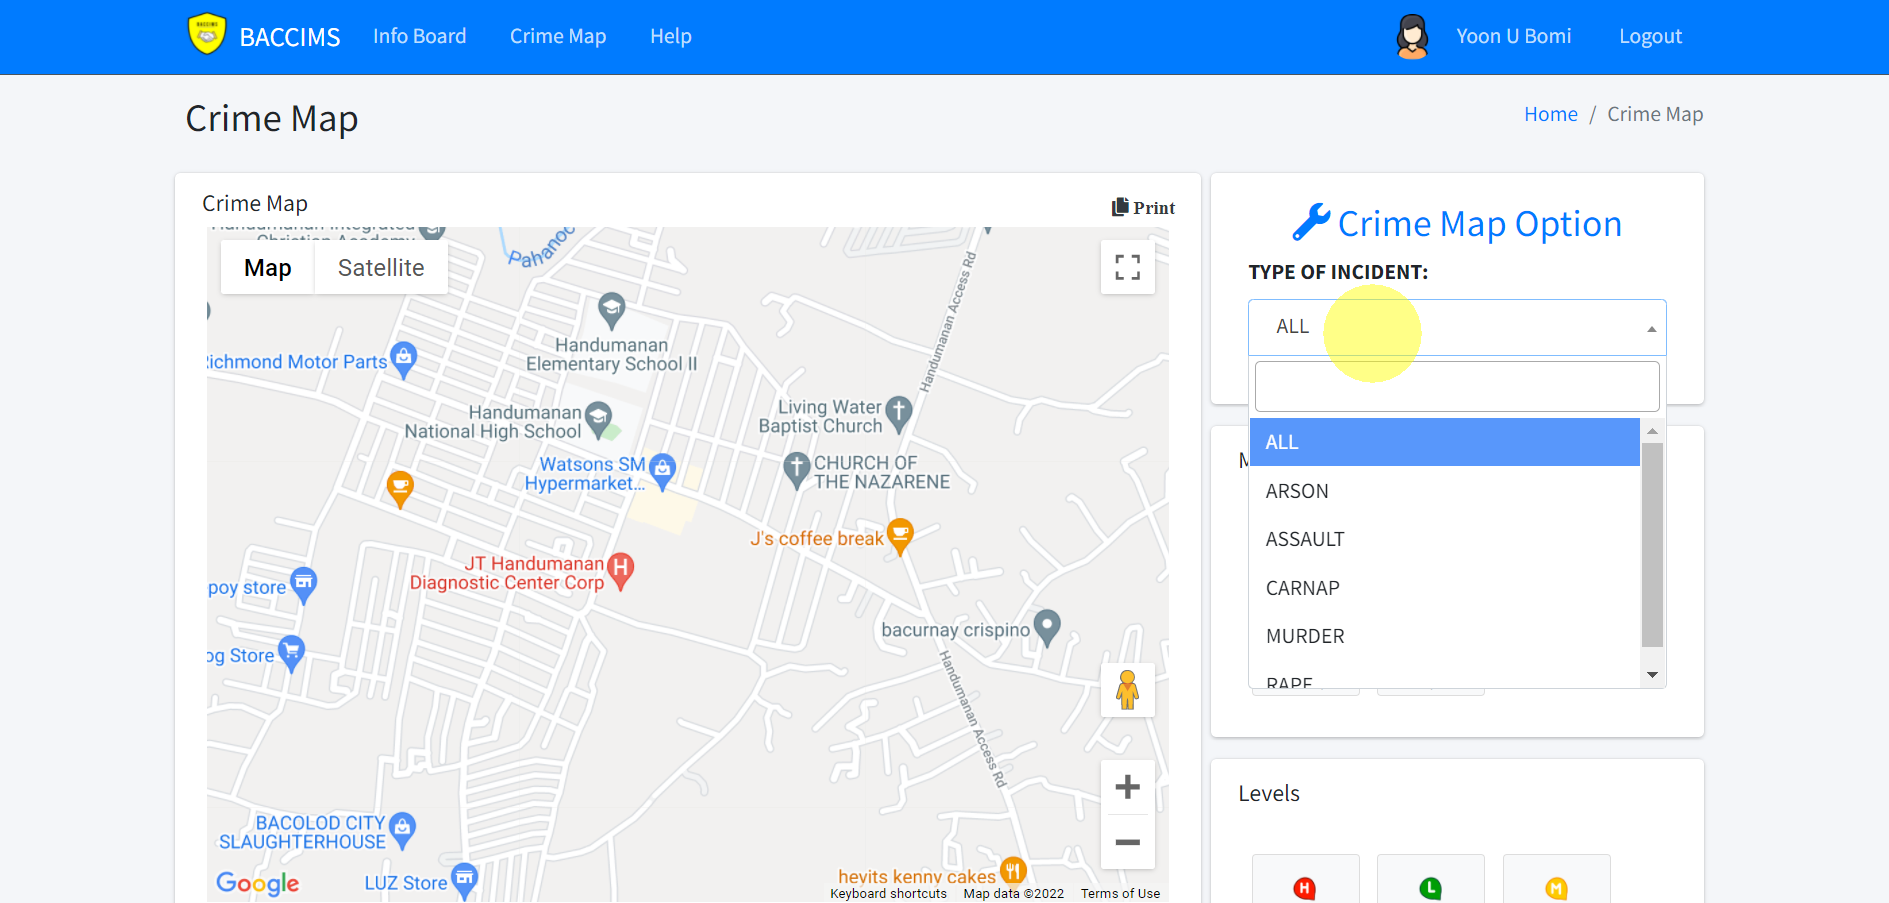 BACCIMS
Info Board
Crime Map
Help
Yoon U Bomi
Logout
Crime Map
Home / Crime Map
Crime Map
Print
Map
Satellite
Handumanan Integrated
Christian Academy
Pahanoc
Handumanan Access Rd
Handumanan
Elementary School II
Richmond Motor Parts
Handumanan
National High School
Living Water
Baptist Church
Watsons SM
Hypermarket...
CHURCH OF
THE NAZARENE
J's coffee break
JT Handumanan
Diagnostic Center Corp
poy store
bacurnay crispino
og Store
Handumanan Access Rd
BACOLOD CITY
SLAUGHTERHOUSE
LUZ Store
hevits kenny cakes
Google
Keyboard shortcuts
Map data ©2022
Terms of Use
Crime Map Option
TYPE OF INCIDENT:
ALL
ALL
ARSON
ASSAULT
CARNAP
MURDER
RAPE
M
Levels
H
L
M